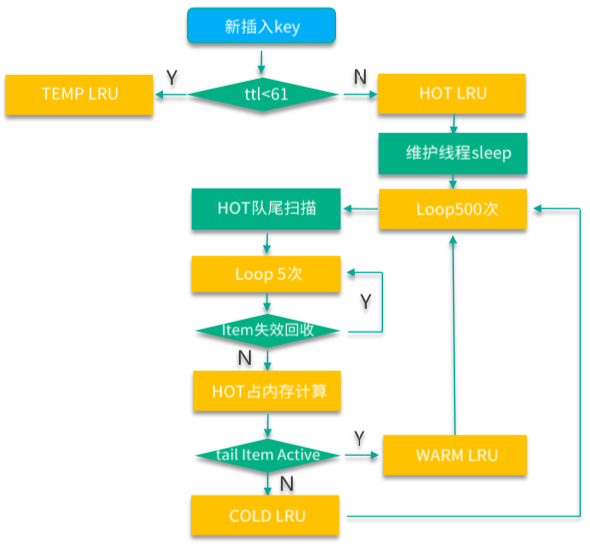 新插入key
Y
N
TEMP LRU
ttl<61
HOT LRU
维护线程sleep
HOT队尾扫描
Loop500次
Loop 5次
Y
Item失效回收
N
HOT占内存计算
tail Item Active
Y
WARM LRU
N
COLD LRU